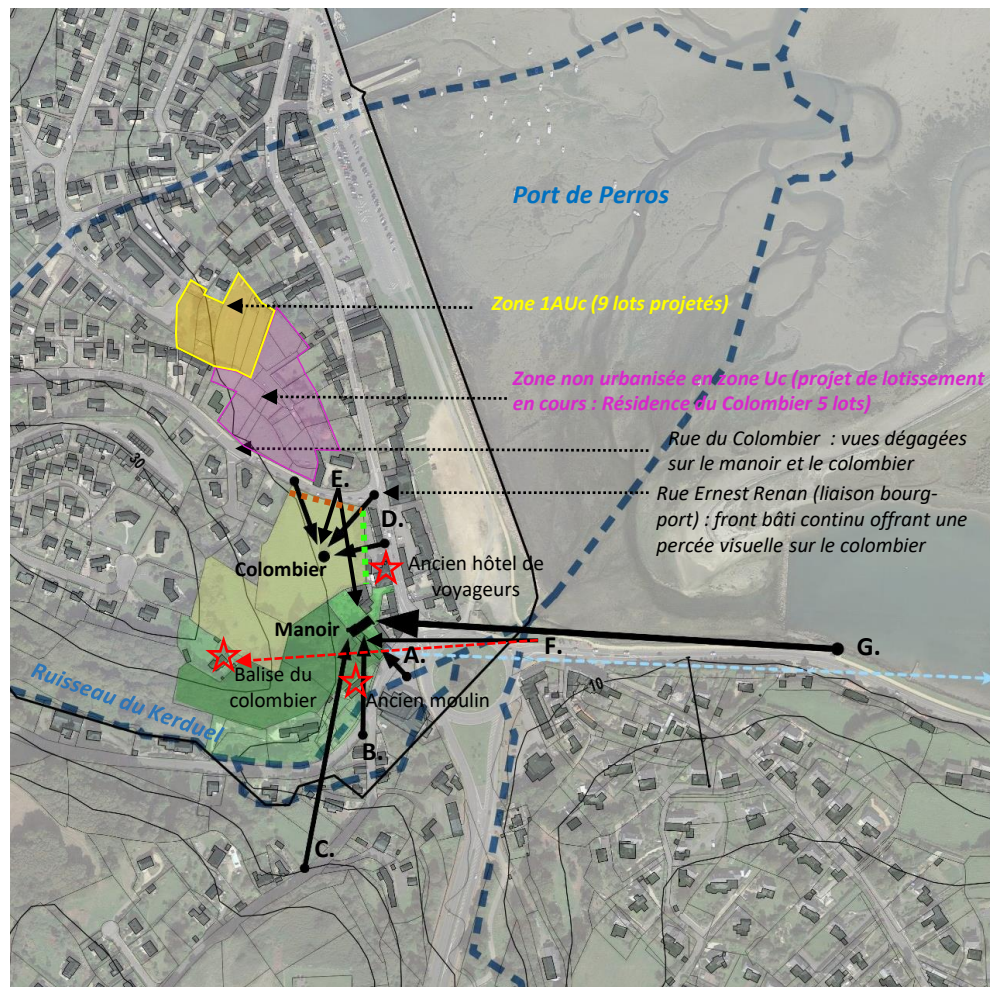 Port de Perros
Zone 1AUc (9 lots projetés)
Zone non urbanisée en zone Uc (projet de lotissement
en cours : Résidence du Colombier 5 lots)
Rue du Colombier : vues dégagées
sur le manoir et le colombier
30
E.
Rue Ernest Renan (liaison bourg-
port) : front bâti continu offrant une
percée visuelle sur le colombier
D.
Colombier
Ancien hôtel de
voyageurs
Manoir
A.
F.
G.
Balise du
colombier
Ancien moulin
10
Ruisseau du Kerduel
B.
C.